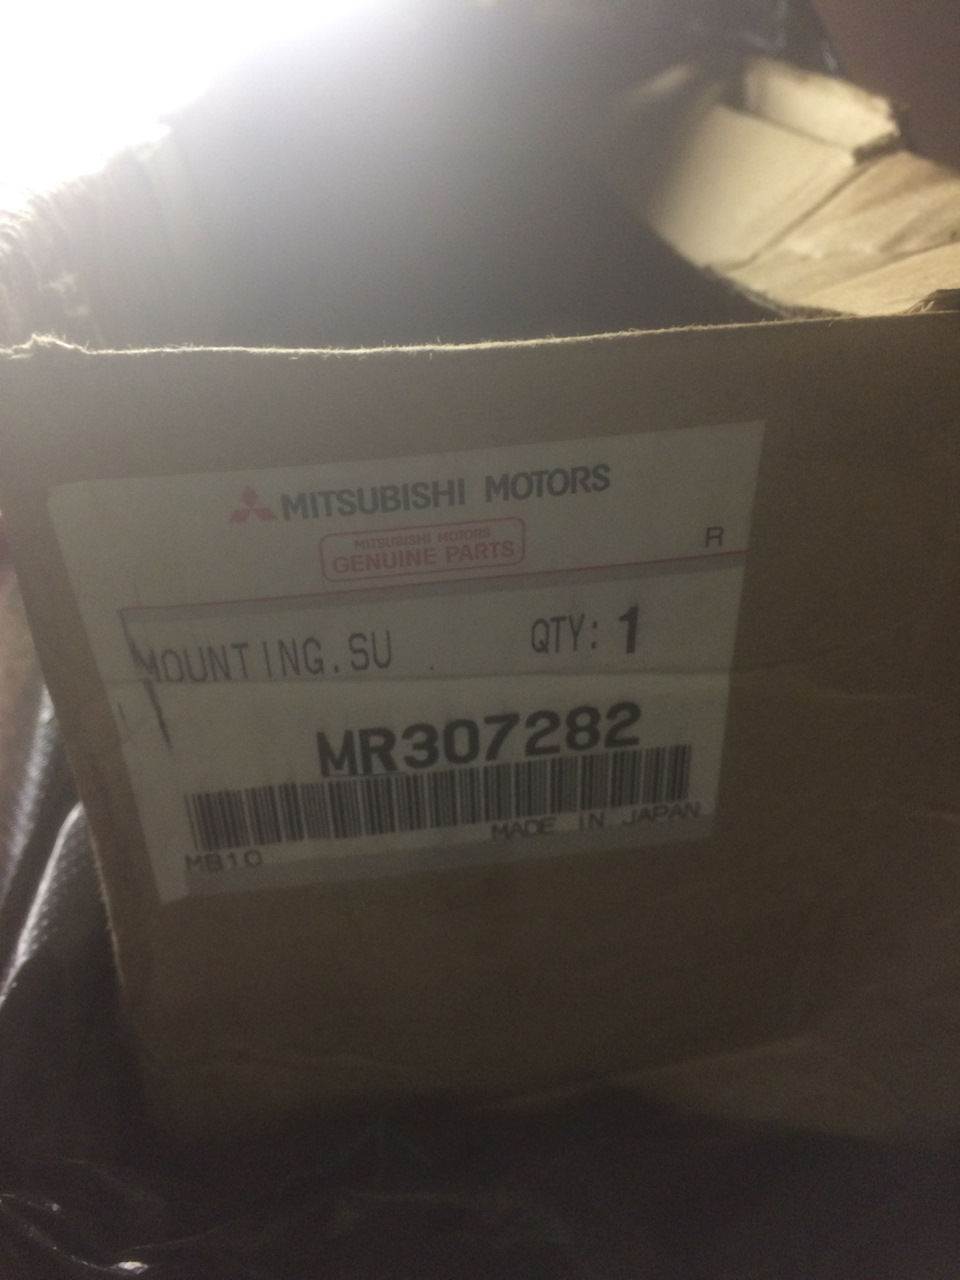 MITSUBISHI MOTORS
MITSUBISHI MOTORS
GENUINE PARTS
R
MOUNTING.SU QTY: 1
MR307282
MADE IN JAPAN
MB10